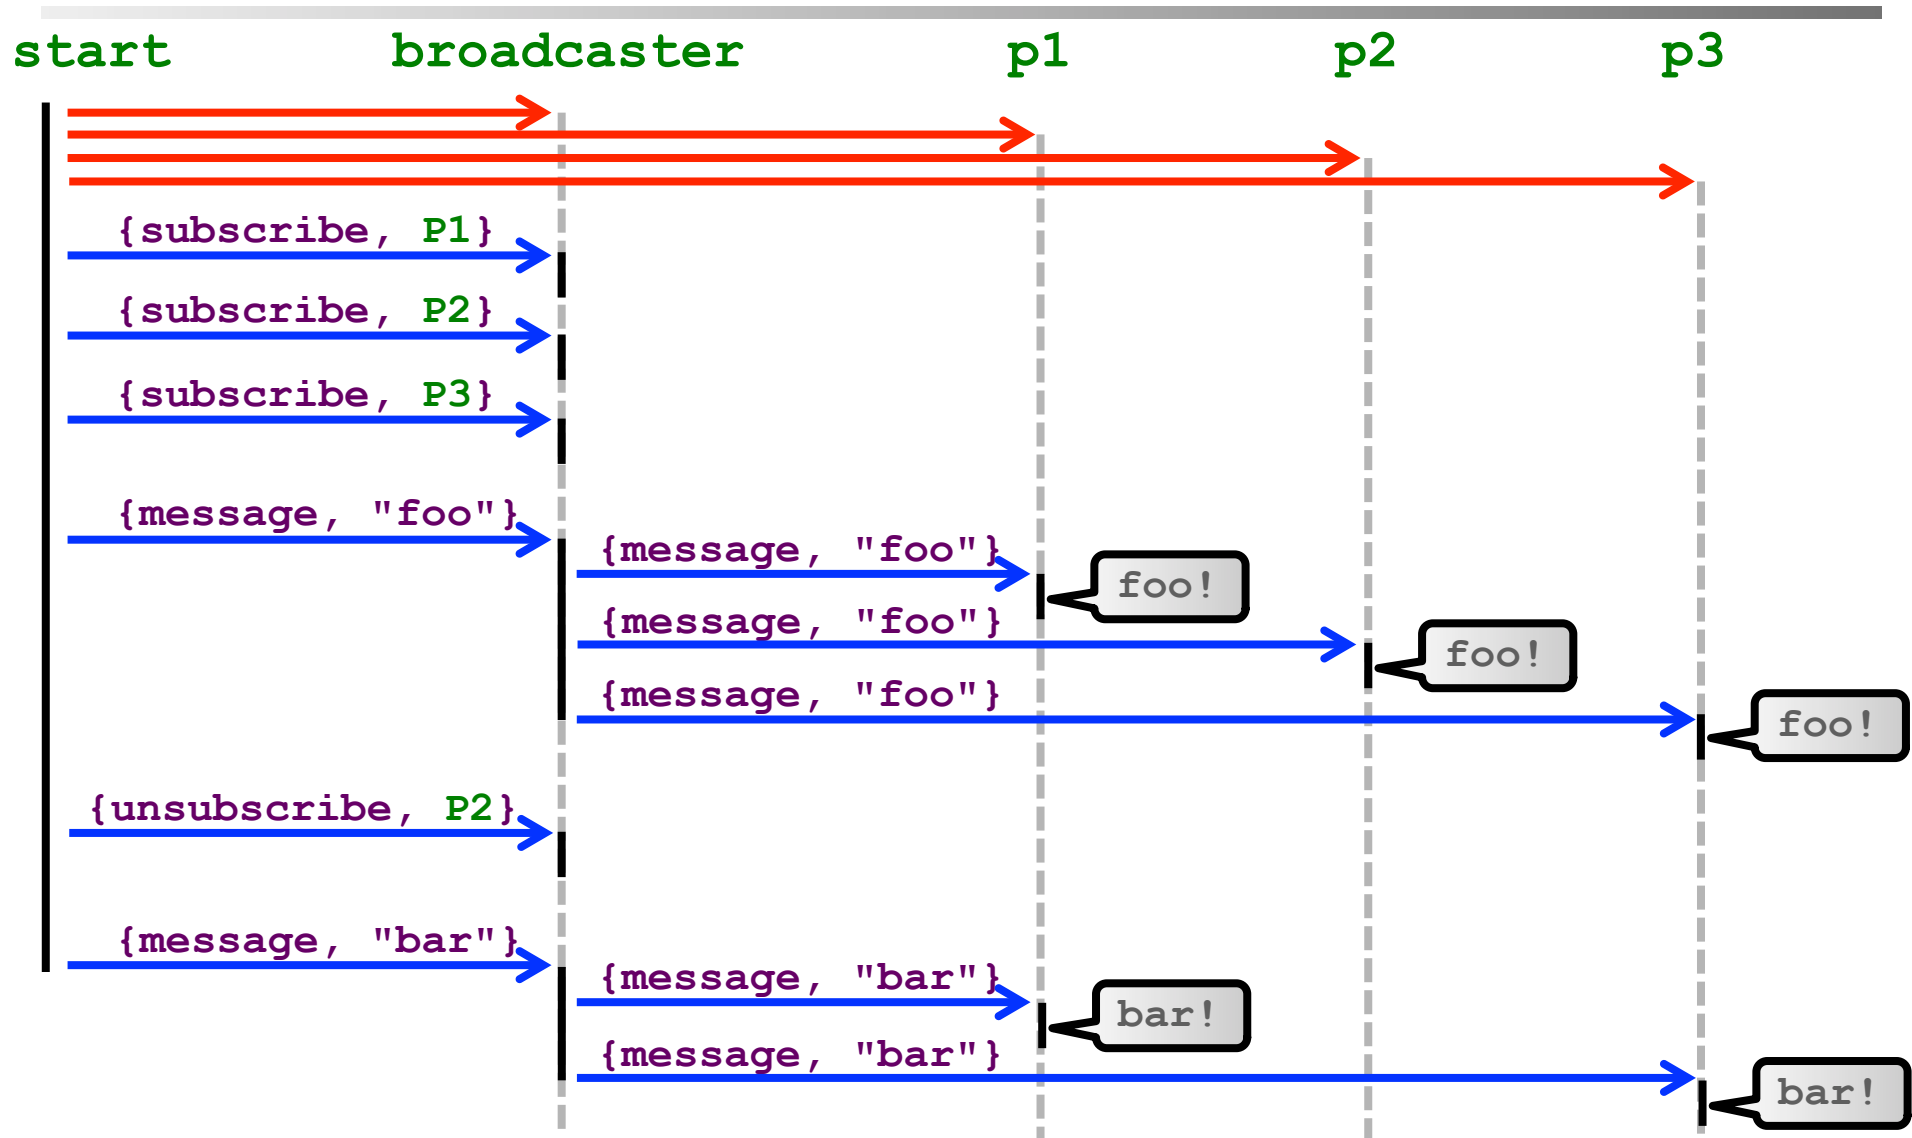 start broadcaster p1 p2 p3
{subscribe, P1}
{subscribe, P2}
{subscribe, P3}
{message, "foo"}
{message, "foo"}
foo!
{message, "foo"}
foo!
{message, "foo"}
foo!
{unsubscribe, P2}
{message, "bar"}
{message, "bar"}
bar!
{message, "bar"}
bar!